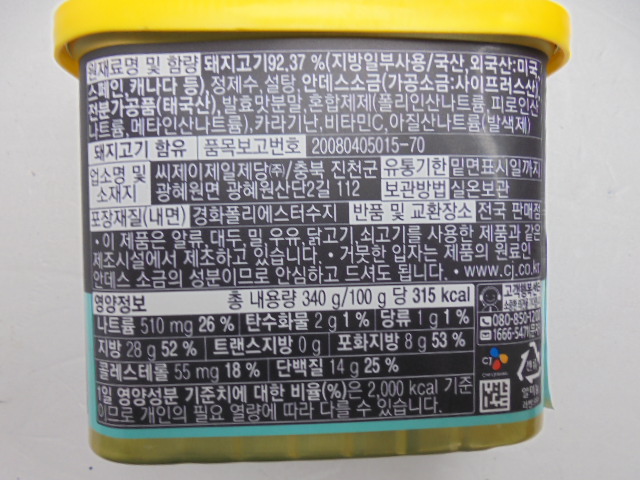 원재료명 및 함량 돼지고기92.37 %(지방일부사용/국산,외국산:미국,
스페인,캐나다 등),정제수,설탕,안데스소금(가공소금:사이프러스산)
전분가공품(태국산),발효맛분말,혼합제제(폴리인산나트륨,피로인산
나트륨,메타인산나트륨),카라기난,비타민C,아질산나트륨(발색제)
돼지고기 함유 품목보고번호 20080405015-70
업소명 및 소재지 씨제이제일제당㈜/충북 진천군
광혜원면 광혜원산단2길 112
유통기한 밑면표시일까지
보관방법 실온보관
포장재질(내면) 경화폴리에스터수지 반품 및 교환장소 전국 판매점
• 이 제품은 알류,대두,밀,우유,닭고기,쇠고기를 사용한 제품과 같은
제조시설에서 제조하고 있습니다. • 거뭇한 입자는 제품의 원료인
안데스 소금의 성분이므로 안심하고 드셔도 됩니다. • www.cj.co.kr
영양정보 총 내용량 340 g/100 g 당 315 kcal
나트륨 510 mg 26 % 탄수화물 2 g 1 % 당류 1 g 1 %
지방 28 g 52 % 트랜스지방 0 g 포화지방 8 g 53 %
콜레스테롤 55 mg 18 % 단백질 14 g 25 %
1일 영양성분 기준치에 대한 비율(%)은 2,000 kcal 기준
이므로 개인의 필요 열량에 따라 다를 수 있습니다.
고객행복센터
080-850-1200
CJ